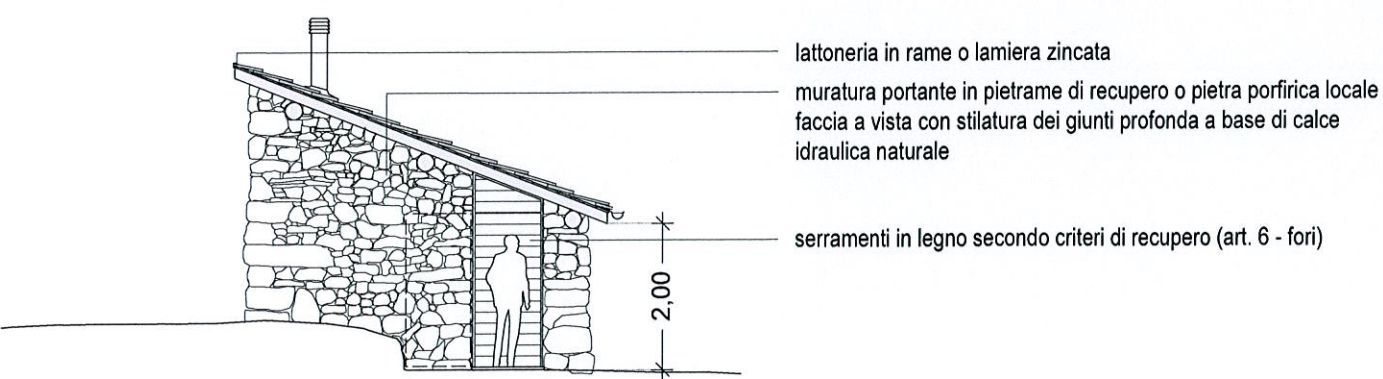 lattoneria in rame o lamiera zincata
muratura portante in pietrame di recupero o pietra porfirica locale
faccia a vista con stilatura dei giunti profonda a base di calce
idraulica naturale
serramenti in legno secondo criteri di recupero (art. 6 - fori)
2,00